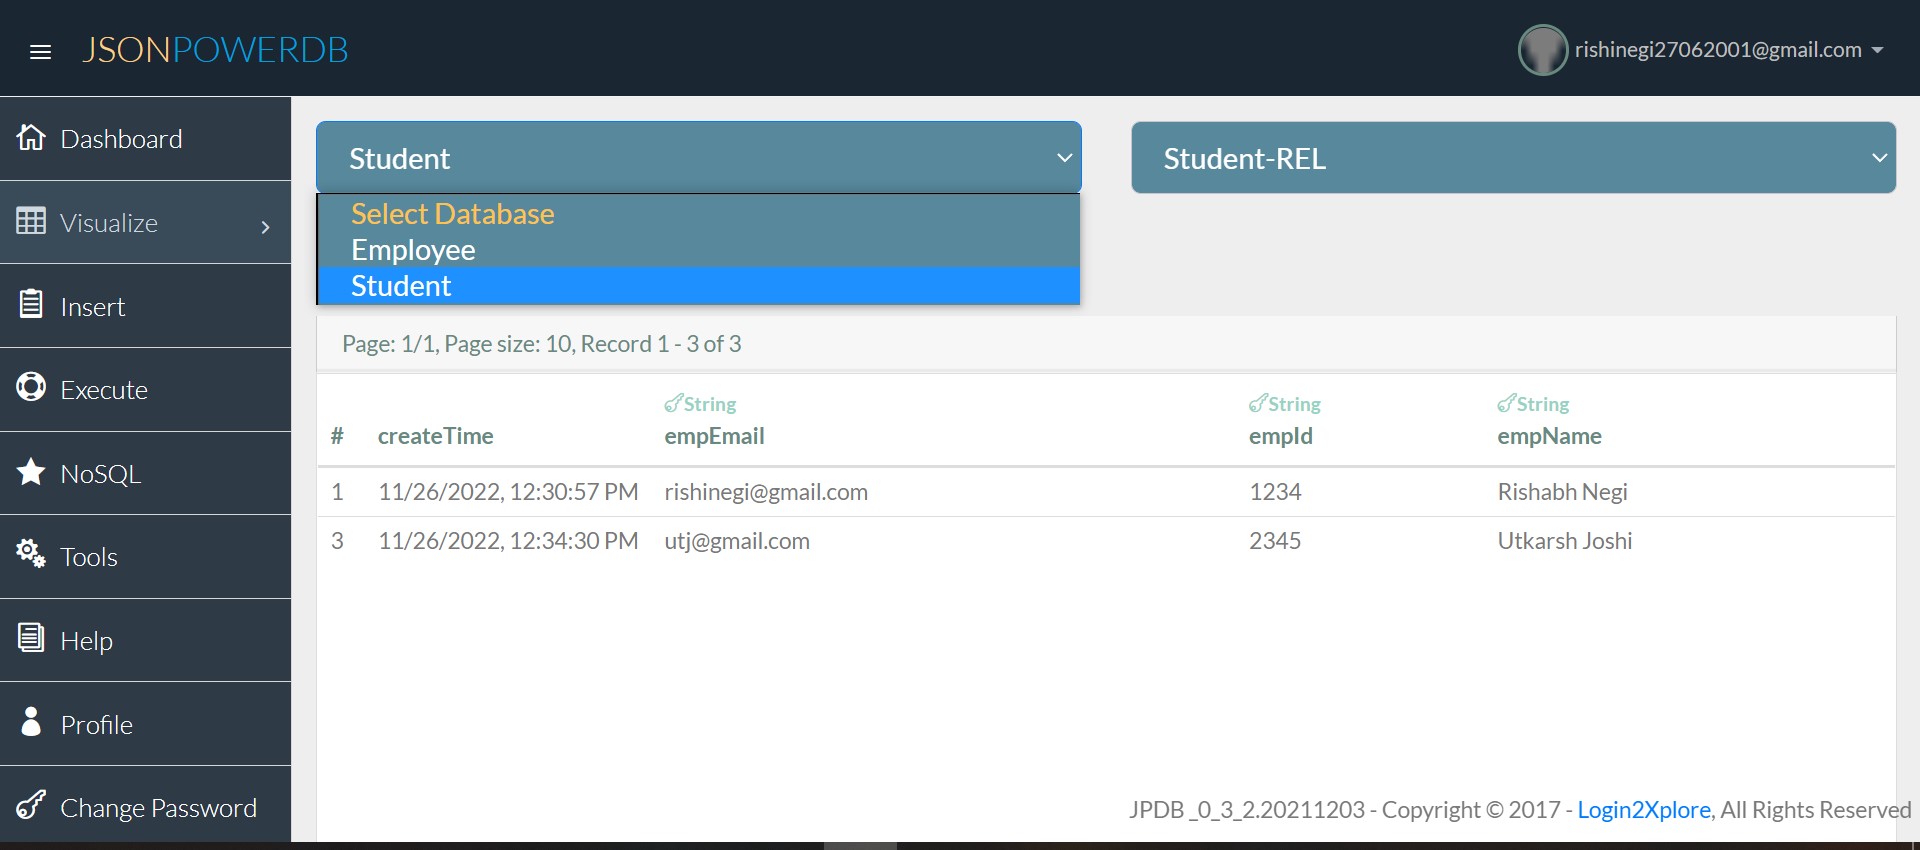 JSONPOWERDB
rishinegi27062001@gmail.com
Dashboard
Visualize
Insert
Execute
NoSQL
Tools
Help
Profile
Change Password
Student
Student-REL
Select Database
Employee
Student
Page: 1/1, Page size: 10, Record 1 - 3 of 3
String String String
# createTime empEmail empId empName
1 11/26/2022, 12:30:57 PM rishinegi@gmail.com 1234 Rishabh Negi
3 11/26/2022, 12:34:30 PM utj@gmail.com 2345 Utkarsh Joshi
JPDB _0_3_2.20211203 - Copyright © 2017 - Login2Xplore, All Rights Reserved